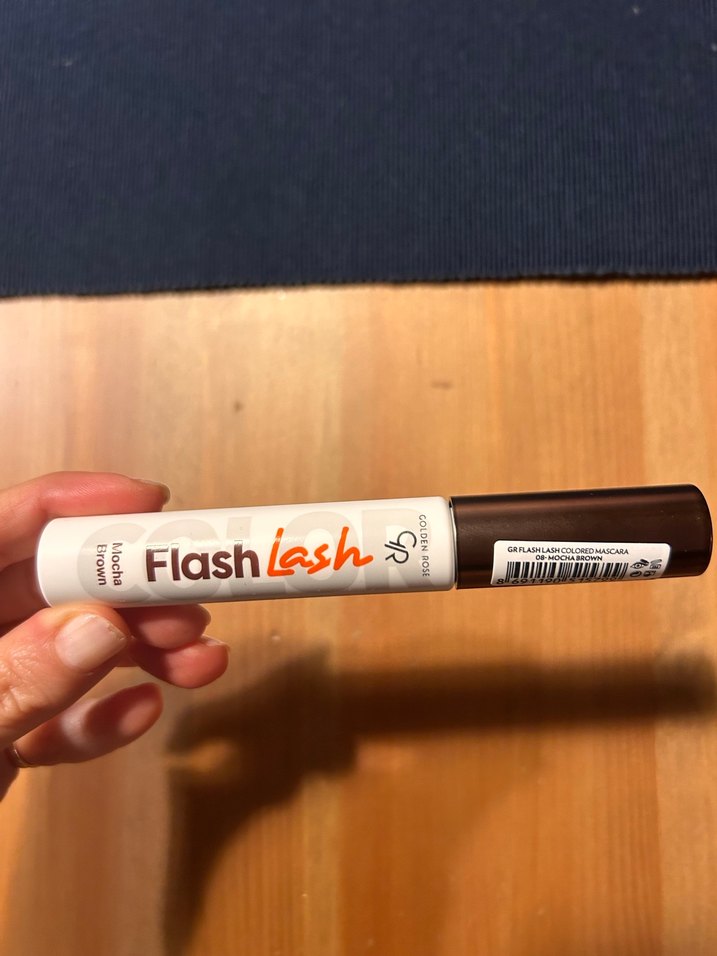 COLOR
Mocha
Brown
Flash Lash
GR
GOLDEN ROSE
GR FLASH LASH COLORED MASCARA
08- MOCHA BROWN